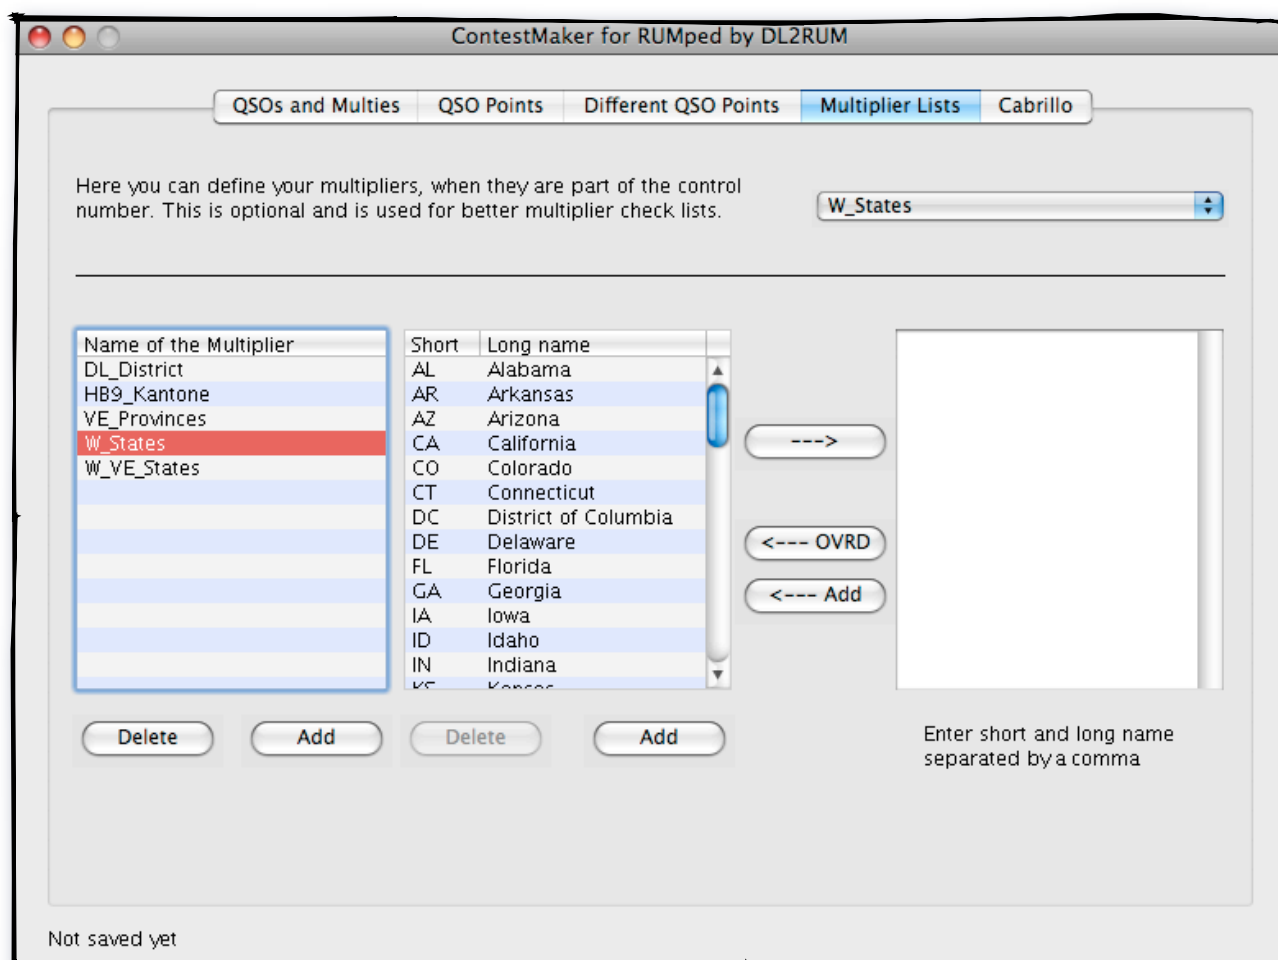 ContestMaker for RUMped by DL2RUM
QSOs and Multies QSO Points Different QSO Points Multiplier Lists Cabrillo
Here you can define your multipliers, when they are part of the control
number. This is optional and is used for better multiplier check lists.
W_States
Name of the Multiplier
DL_District
HB9_Kantone
VE_Provinces
W_States
W_VE_States
Short Long name
AL Alabama
AR Arkansas
AZ Arizona
CA California
CO Colorado
CT Connecticut
DC District of Columbia
DE Delaware
FL Florida
GA Georgia
IA Iowa
ID Idaho
IN Indiana
KS Kansas
--->
<--- OVRD
<--- Add
Delete Add Delete Add
Enter short and long name
separated by a comma
Not saved yet